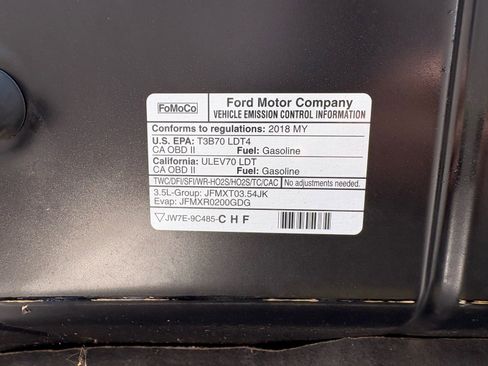 FoMoCo
Ford Motor Company
VEHICLE EMISSION CONTROL INFORMATION
Conforms to regulations: 2018 MY
U.S. EPA: T3B70 LDT4
CA OBD II Fuel: Gasoline
California: ULEV70 LDT
CA OBD II Fuel: Gasoline
TWC/DFI/SFI/WR-HO2S/HO2S/TC/CAC No adjustments needed.
3.5L-Group: JFMXT03.54JK
Evap: JFMXR0200GDG
JW7E-9C485-C H F